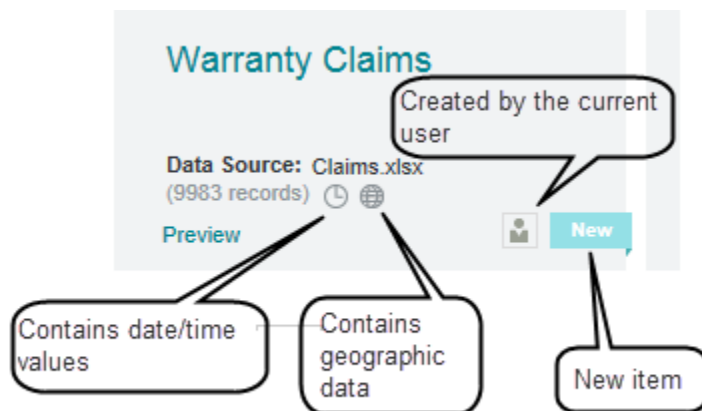 Warranty Claims
Created by the current
user
Data Source: Claims.xlsx
(9983 records)
Preview
New
Contains date/time
values
Contains
geographic
data
New item